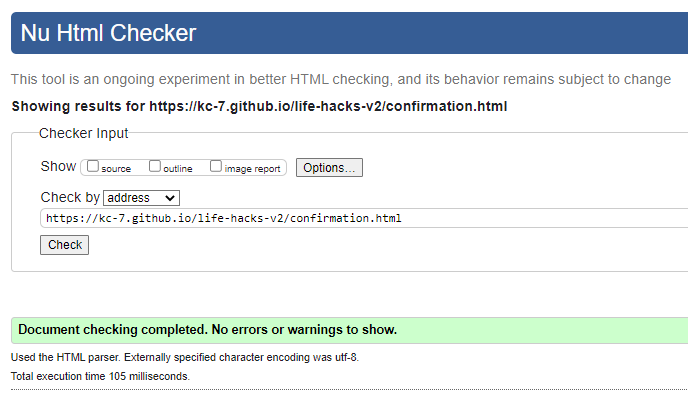 Nu Html Checker
This tool is an ongoing experiment in better HTML checking, and its behavior remains subject to change
Showing results for https://kc-7.github.io/life-hacks-v2/confirmation.html
Checker Input
Show source outline image report Options...
Check by address
https://kc-7.github.io/life-hacks-v2/confirmation.html
Check
Document checking completed. No errors or warnings to show.
Used the HTML parser. Externally specified character encoding was utf-8.
Total execution time 105 milliseconds.